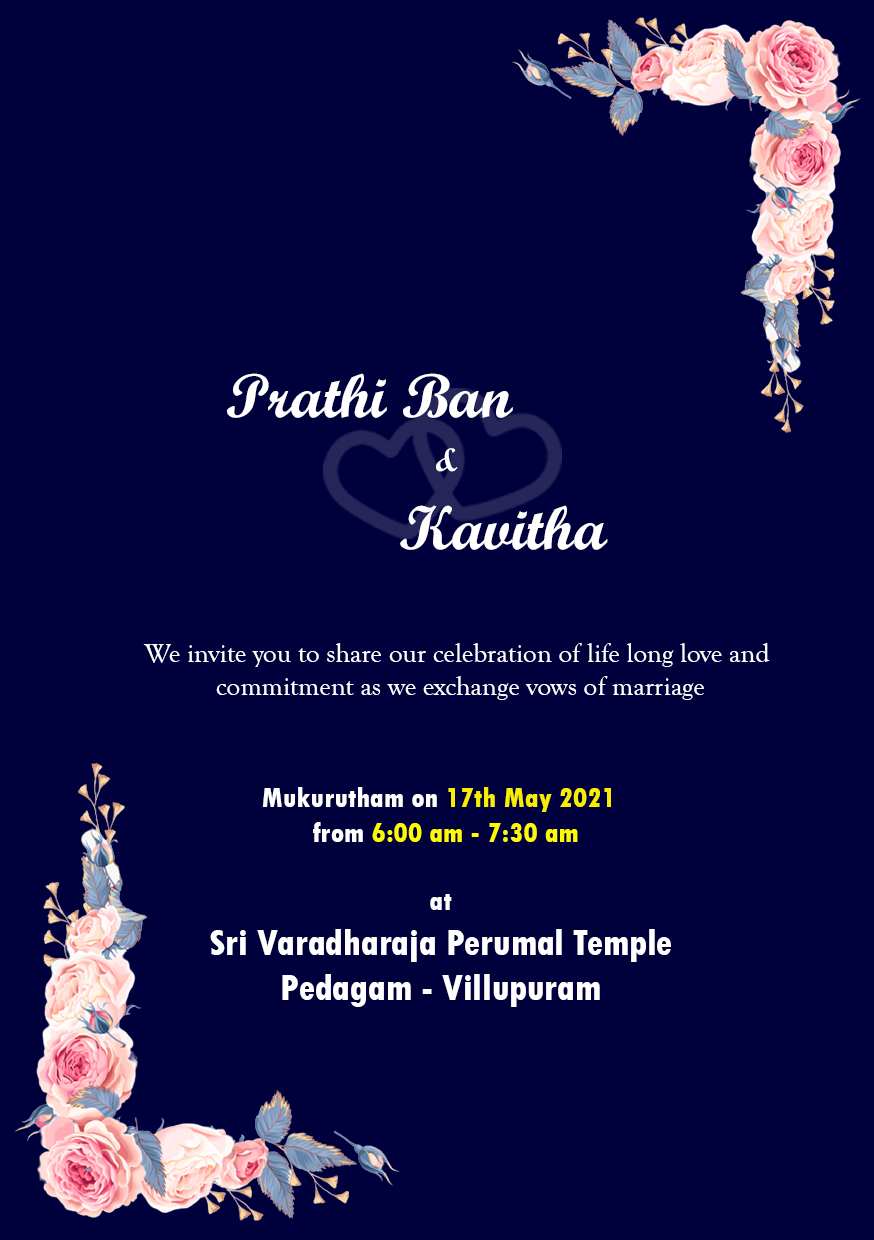 Prathi Ban
&
Kavitha
We invite you to share our celebration of life long love and
commitment as we exchange vows of marriage
Mukurutham on 17th May 2021
from 6:00 am - 7:30 am
at
Sri Varadharaja Perumal Temple
Pedagam - Villupuram